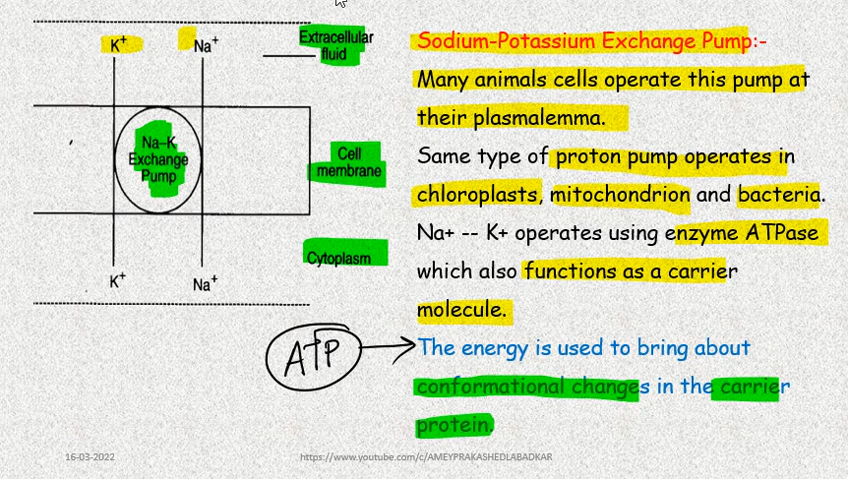 K⁺
Na⁺
Extracellular
fluid
Na–K
Exchange
Pump
Cell
membrane
Cytoplasm
K⁺
Na⁺
Sodium-Potassium Exchange Pump:-
Many animals cells operate this pump at
their plasmalemma.
Same type of proton pump operates in
chloroplasts, mitochondrion and bacteria.
Na+ -- K+ operates using enzyme ATPase
which also functions as a carrier
molecule.
ATP
The energy is used to bring about
conformational changes in the carrier
protein.
16-03-2022
https://www.youtube.com/c/AMEYPRAKASHEDLABADKAR